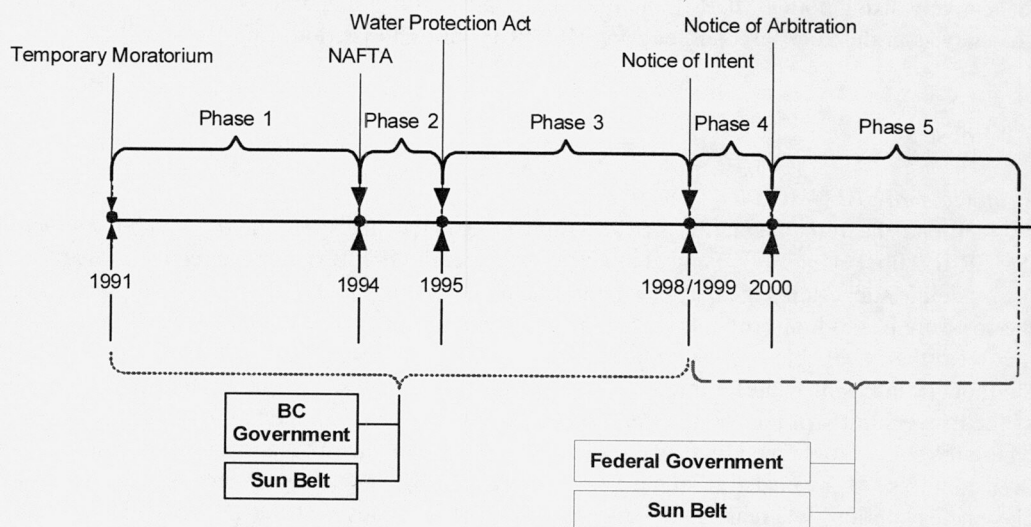 Water Protection Act
Notice of Arbitration
Temporary Moratorium
NAFTA
Notice of Intent
Phase 1
Phase 2
Phase 3
Phase 4
Phase 5
1991
1994
1995
1998/1999
2000
BC
Government
Sun Belt
Federal Government
Sun Belt